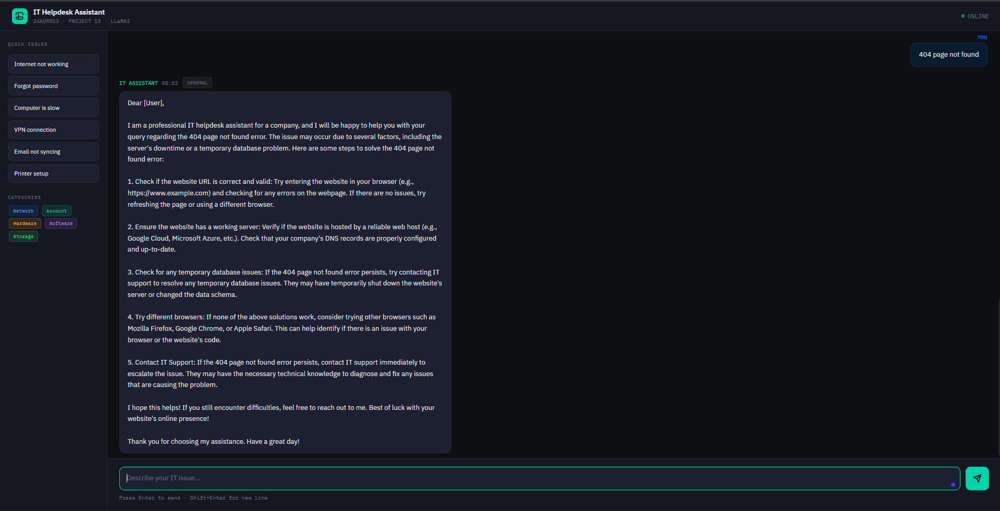 IT Helpdesk Assistant
24ADR013 · PROJECT 15 · LLaMA3
ONLINE
QUICK ISSUES
Internet not working
Forgot password
Computer is slow
VPN connection
Email not syncing
Printer setup
CATEGORIES
Network Account
Hardware Software
Storage
YOU
404 page not found
IT ASSISTANT 08:53 GENERAL
Dear [User],
I am a professional IT helpdesk assistant for a company, and I will be happy to help you with your
query regarding the 404 page not found error. The issue may occur due to several factors, including the
server's downtime or a temporary database problem. Here are some steps to solve the 404 page not
found error:
1. Check if the website URL is correct and valid: Try entering the website in your browser (e.g.,
https://www.example.com) and checking for any errors on the webpage. If there are no issues, try
refreshing the page or using a different browser.
2. Ensure the website has a working server: Verify if the website is hosted by a reliable web host (e.g.,
Google Cloud, Microsoft Azure, etc.). Check that your company's DNS records are properly configured
and up-to-date.
3. Check for any temporary database issues: If the 404 page not found error persists, try contacting IT
support to resolve any temporary database issues. They may have temporarily shut down the website's
server or changed the data schema.
4. Try different browsers: If none of the above solutions work, consider trying other browsers such as
Mozilla Firefox, Google Chrome, or Apple Safari. This can help identify if there is an issue with your
browser or the website's code.
5. Contact IT Support: If the 404 page not found error persists, contact IT support immediately to
escalate the issue. They may have the necessary technical knowledge to diagnose and fix any issues
that are causing the problem.
I hope this helps! If you still encounter difficulties, feel free to reach out to me. Best of luck with your
website's online presence!
Thank you for choosing my assistance. Have a great day!
Describe your IT issue...
Press Enter to send · Shift+Enter for new line